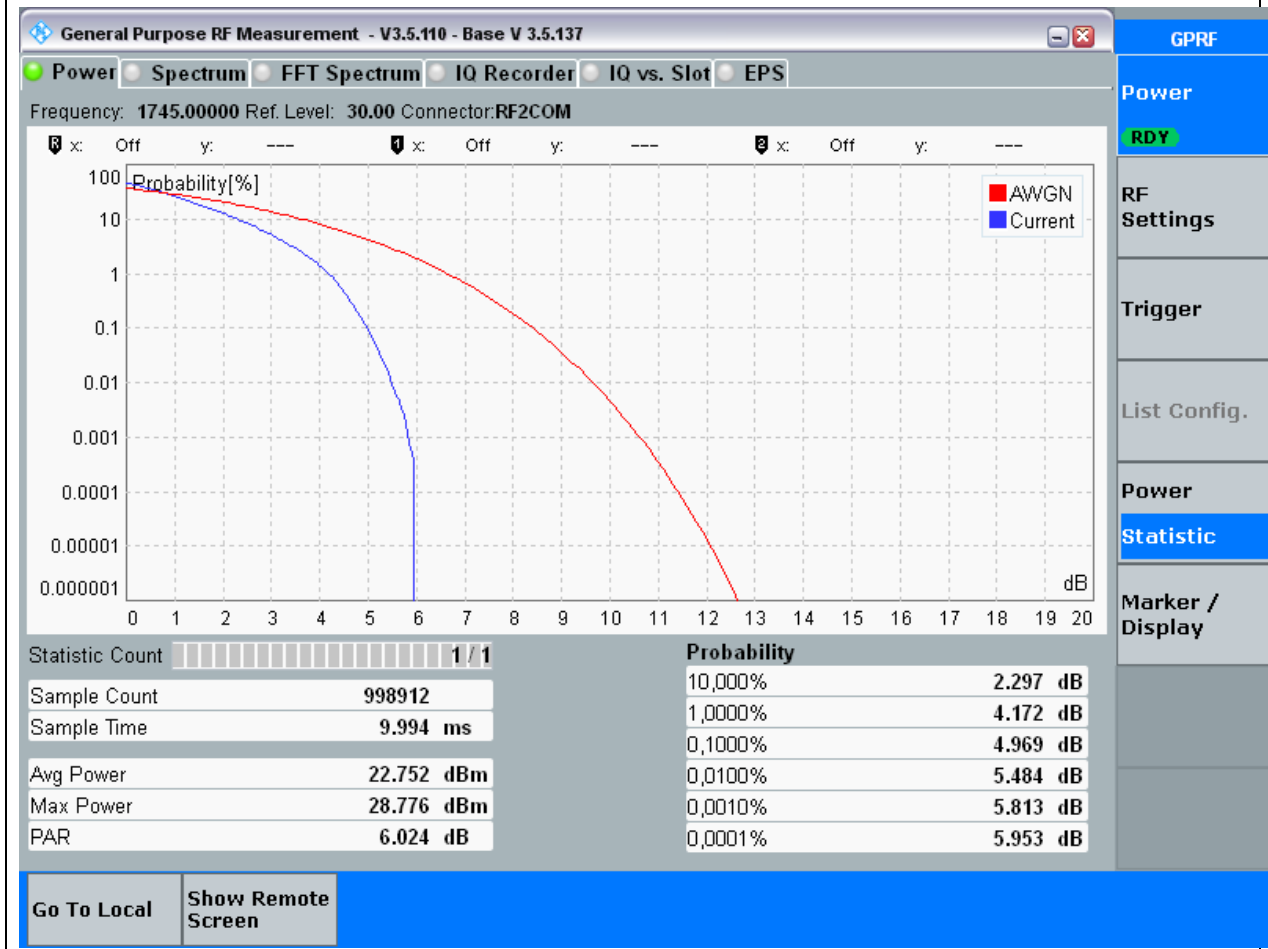 General Purpose RF Measurement - V3.5.110 - Base V 3.5.137
GPRF
Power Spectrum FFT Spectrum IQ Recorder IQ vs. Slot EPS
Frequency: 1745.00000 Ref. Level: 30.00 Connector:RF2COM
R x: Off y: --- 1 x: Off y: --- 2 x: Off y: ---
Probability[%]
AWGN
Current
100
10
1
0.1
0.01
0.001
0.0001
0.00001
0.000001
dB
0 1 2 3 4 5 6 7 8 9 10 11 12 13 14 15 16 17 18 19 20
Statistic Count 1 / 1
Sample Count 998912
Sample Time 9.994 ms
Avg Power 22.752 dBm
Max Power 28.776 dBm
PAR 6.024 dB
Probability
10,000% 2.297 dB
1,0000% 4.172 dB
0,1000% 4.969 dB
0,0100% 5.484 dB
0,0010% 5.813 dB
0,0001% 5.953 dB
Power
RDY
RF
Settings
Trigger
List Config.
Power
Statistic
Marker /
Display
Go To Local
Show Remote
Screen